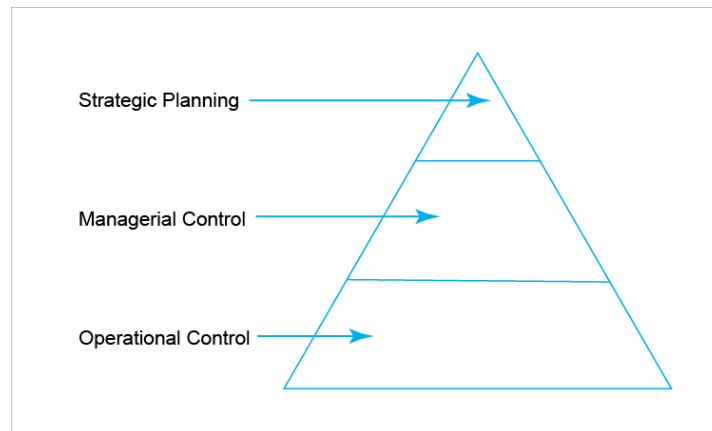 Strategic Planning
Managerial Control
Operational Control